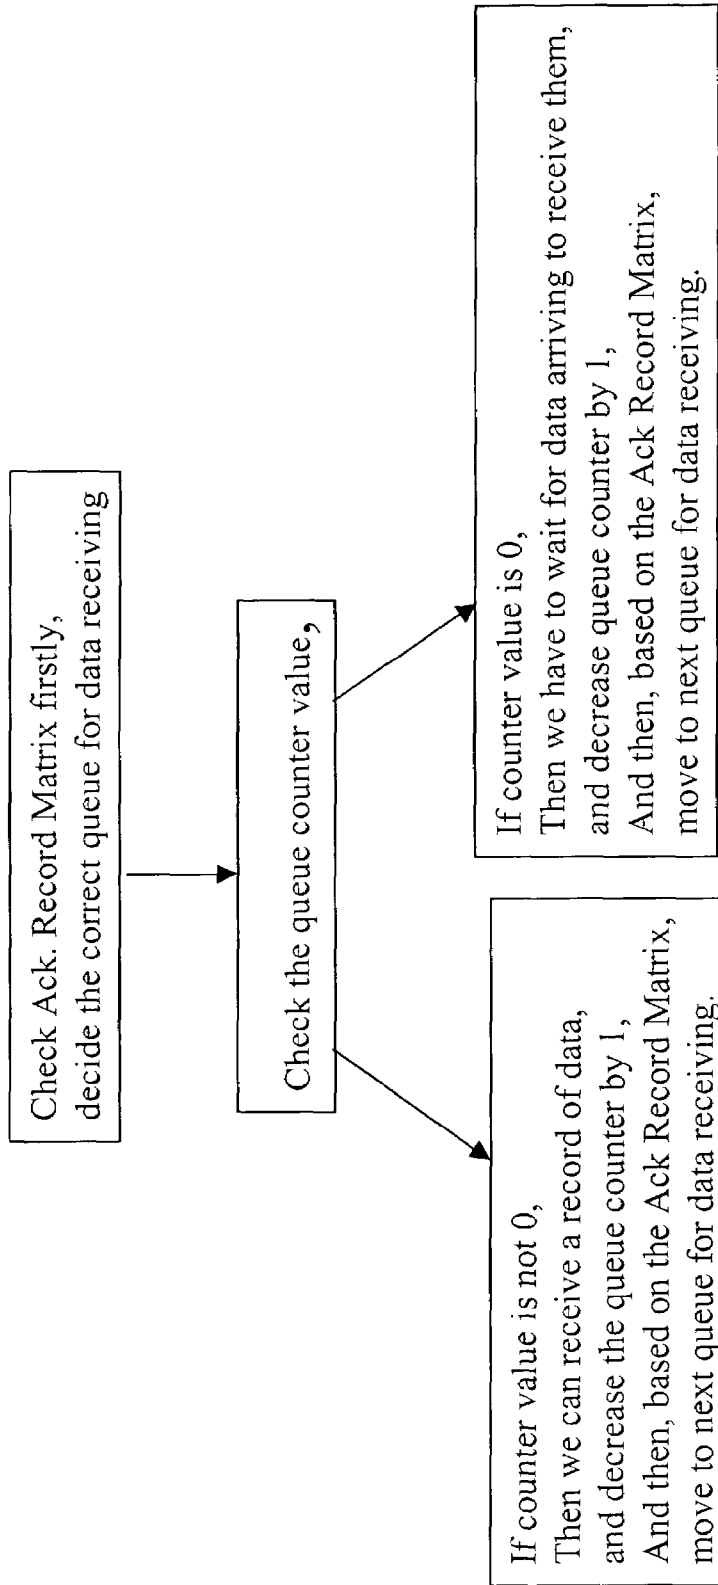 Check Ack. Record Matrix firstly,
decide the correct queue for data receiving
Check the queue counter value,
If counter value is not 0,
Then we can receive a record of data,
and decrease the queue counter by 1,
And then, based on the Ack Record Matrix,
move to next queue for data receiving.
If counter value is 0,
Then we have to wait for data arriving to receive them,
and decrease queue counter by 1,
And then, based on the Ack Record Matrix,
move to next queue for data receiving.